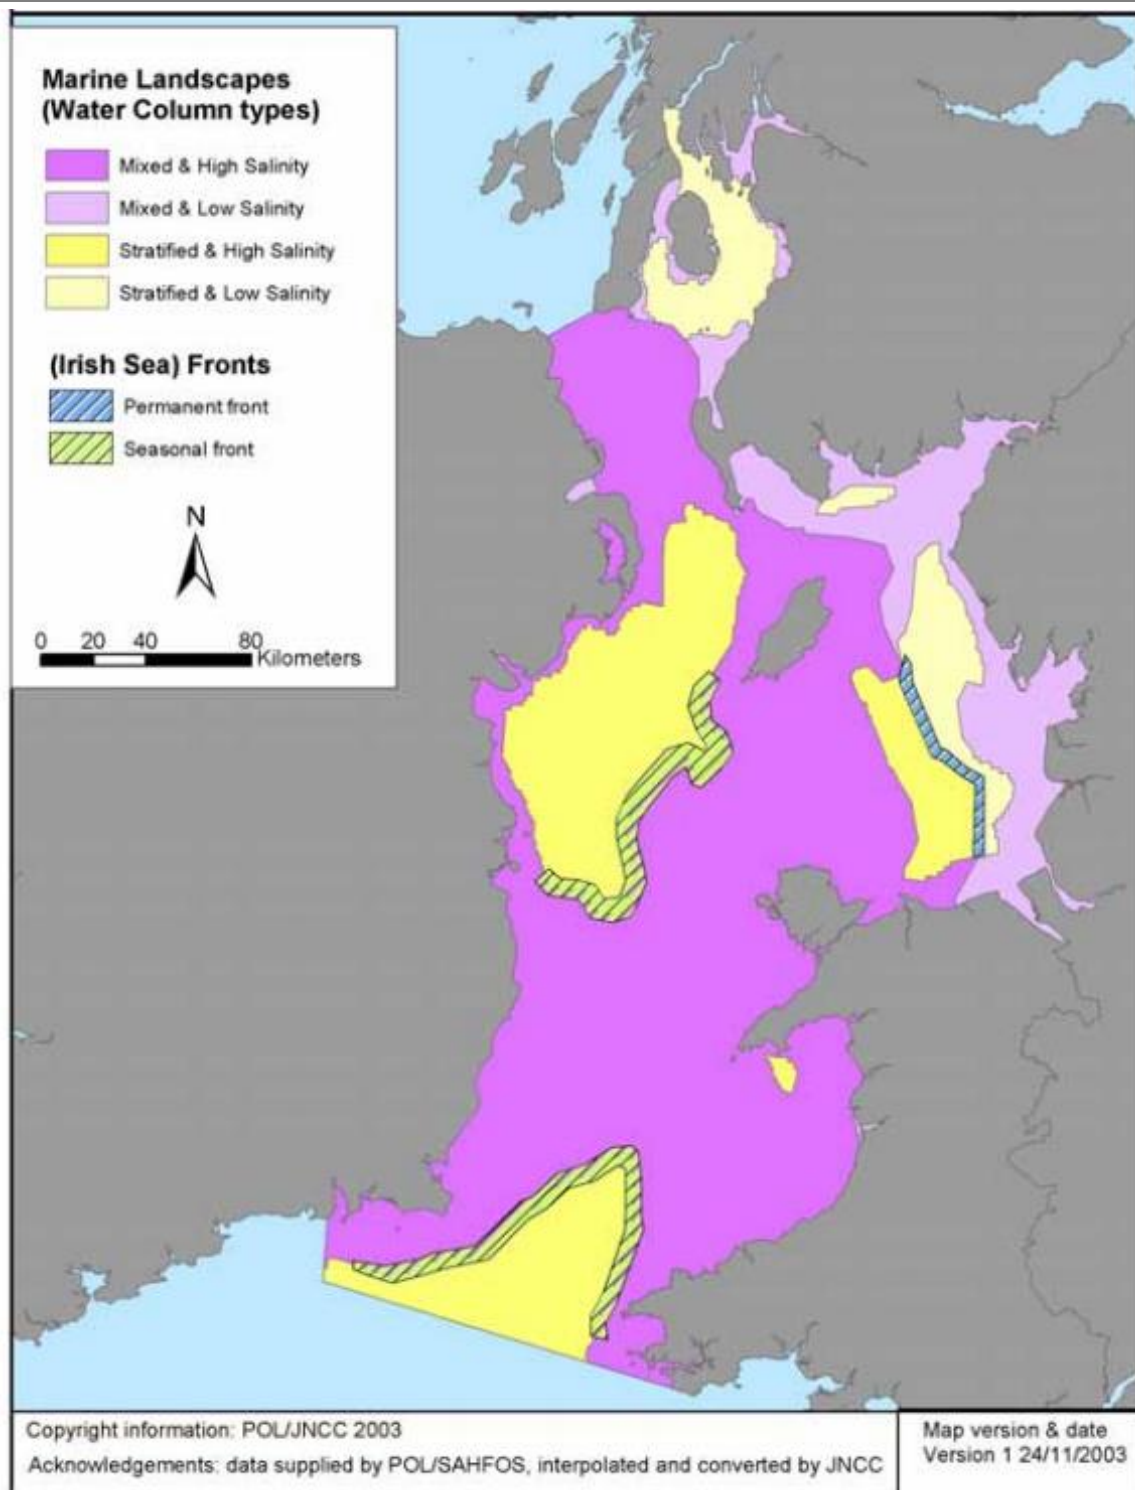 Marine Landscapes
(Water Column types)
Mixed & High Salinity
Mixed & Low Salinity
Stratified & High Salinity
Stratified & Low Salinity
(Irish Sea) Fronts
Permanent front
Seasonal front
N
0 20 40 80
Kilometers
Copyright information: POL/JNCC 2003
Acknowledgements: data supplied by POL/SAHFOS, interpolated and converted by JNCC
Map version & date
Version 1 24/11/2003